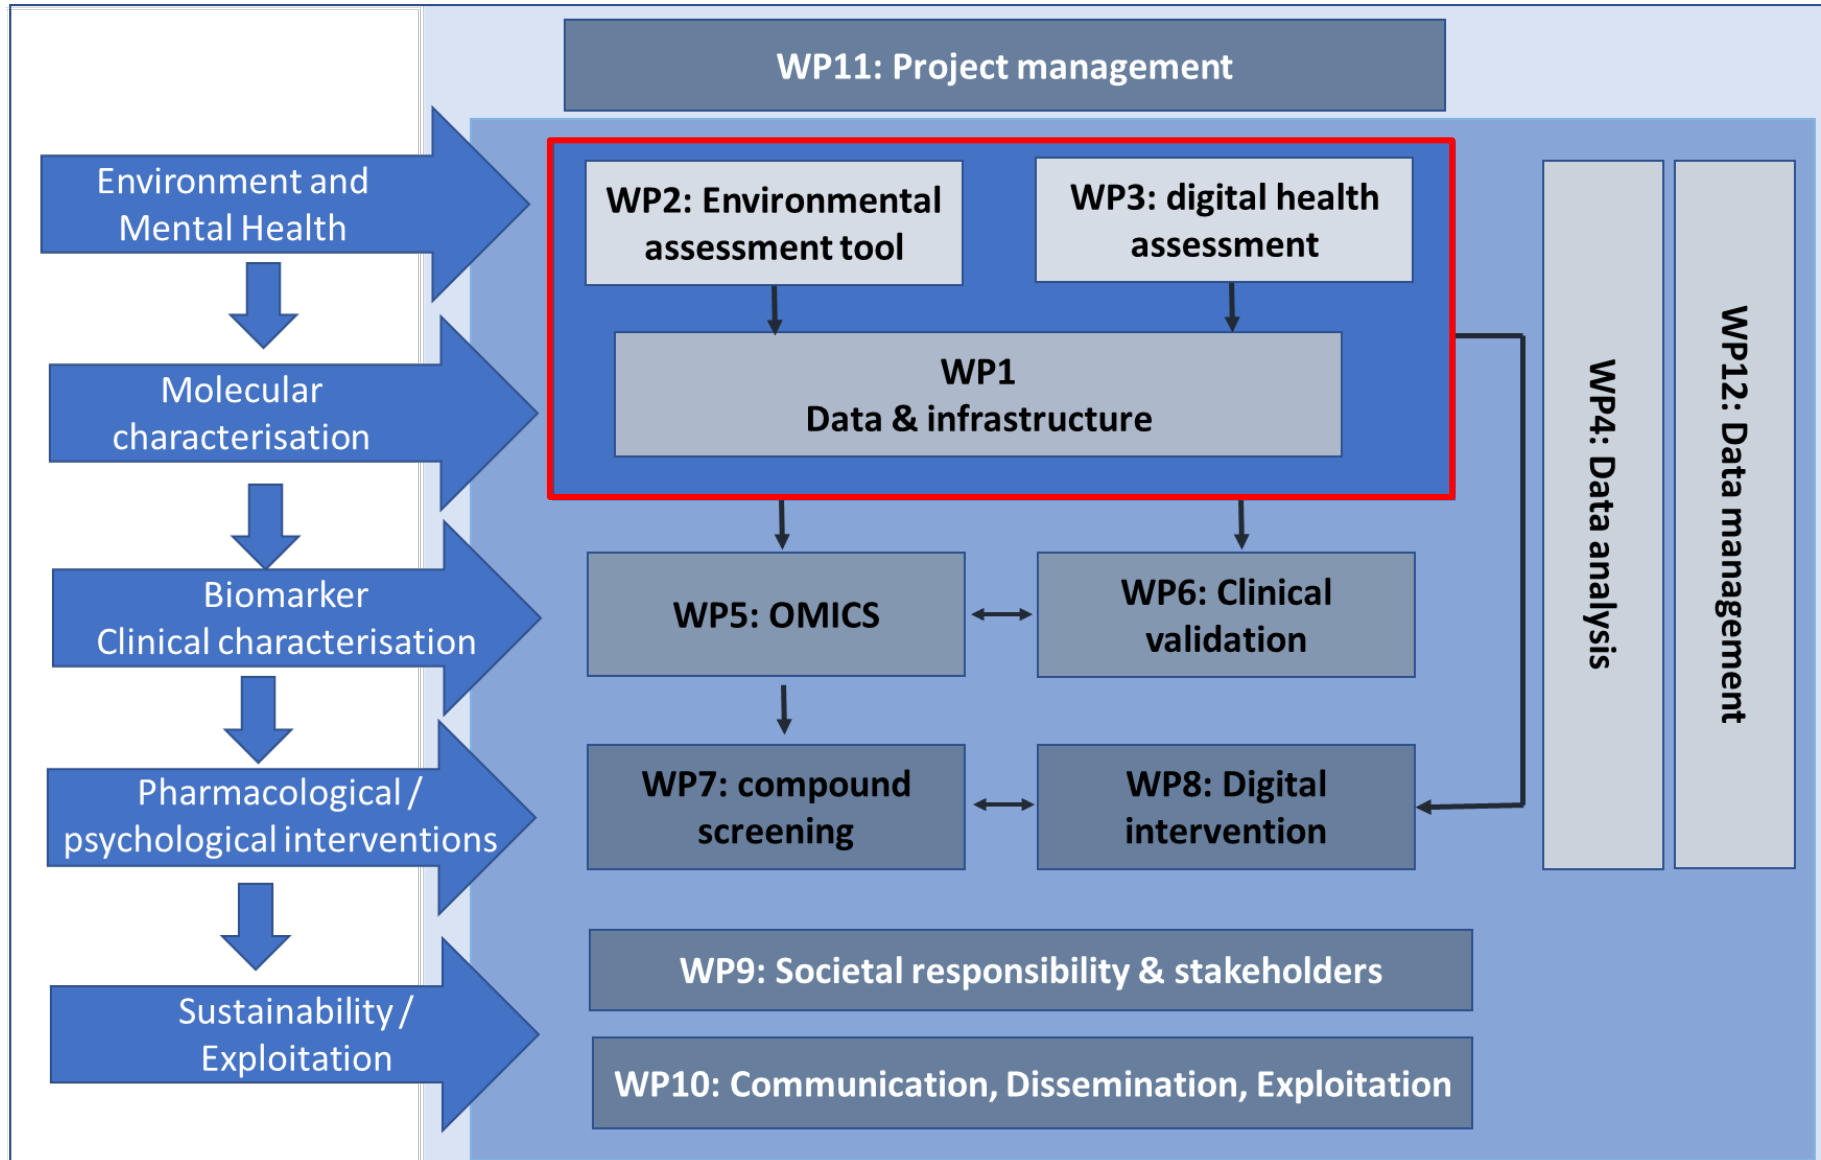 WP11: Project management
Environment and
Mental Health
WP2: Environmental
assessment tool
WP3: digital health
assessment
Molecular
characterisation
WP1
Data & infrastructure
Biomarker
Clinical characterisation
WP5: OMICS
WP6: Clinical
validation
Pharmacological /
psychological interventions
WP7: compound
screening
WP8: Digital
intervention
WP4: Data analysis
WP12: Data management
Sustainability /
Exploitation
WP9: Societal responsibility & stakeholders
WP10: Communication, Dissemination, Exploitation